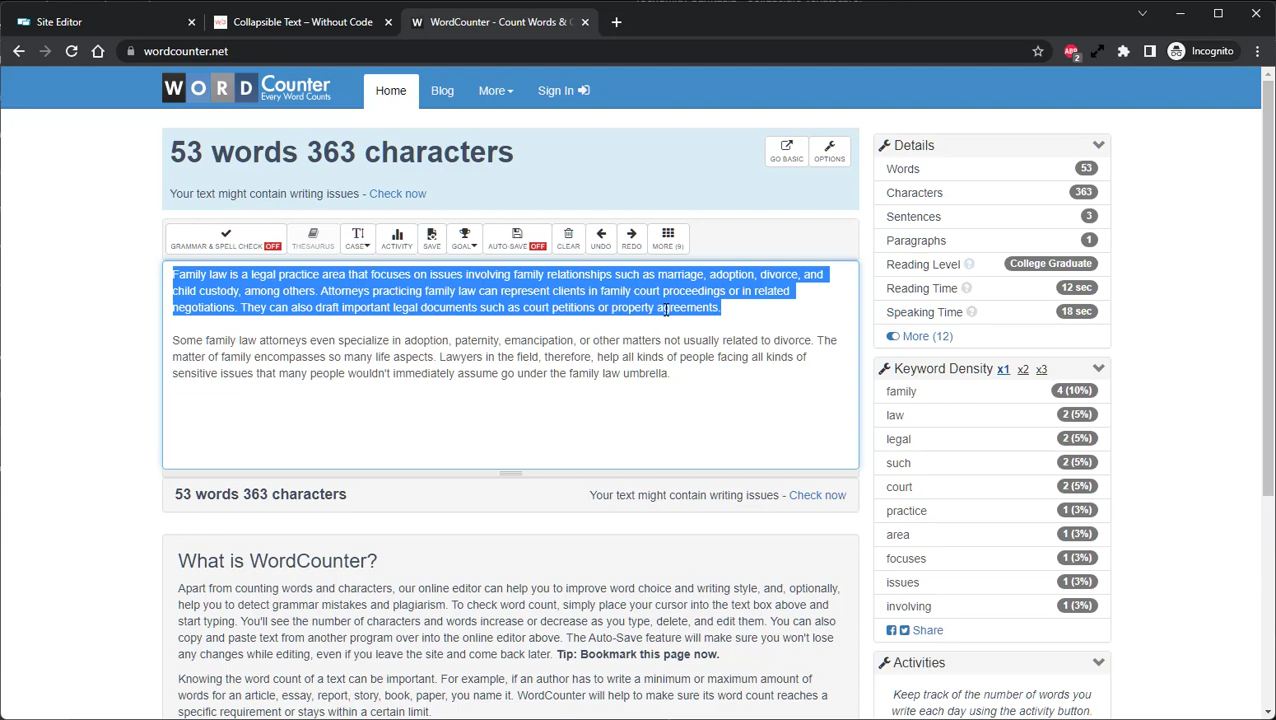 Site Editor
Collapsible Text – Without Code
WordCounter - Count Words & C
wordcounter.net
ABP
2
Incognito
WORD Counter
Every Word Counts
Home
Blog
More
Sign In
53 words 363 characters
GO BASIC
OPTIONS
Your text might contain writing issues - Check now
GRAMMAR & SPELL CHECK OFF
THESAURUS
CASE
ACTIVITY
SAVE
GOAL
AUTO-SAVE OFF
CLEAR
UNDO
REDO
MORE (9)
Family law is a legal practice area that focuses on issues involving family relationships such as marriage, adoption, divorce, and
child custody, among others. Attorneys practicing family law can represent clients in family court proceedings or in related
negotiations. They can also draft important legal documents such as court petitions or property agreements.
Some family law attorneys even specialize in adoption, paternity, emancipation, or other matters not usually related to divorce. The
matter of family encompasses so many life aspects. Lawyers in the field, therefore, help all kinds of people facing all kinds of
sensitive issues that many people wouldn't immediately assume go under the family law umbrella.
53 words 363 characters
Your text might contain writing issues - Check now
What is WordCounter?
Apart from counting words and characters, our online editor can help you to improve word choice and writing style, and, optionally,
help you to detect grammar mistakes and plagiarism. To check word count, simply place your cursor into the text box above and
start typing. You'll see the number of characters and words increase or decrease as you type, delete, and edit them. You can also
copy and paste text from another program over into the online editor above. The Auto-Save feature will make sure you won't lose
any changes while editing, even if you leave the site and come back later. Tip: Bookmark this page now.
Knowing the word count of a text can be important. For example, if an author has to write a minimum or maximum amount of
words for an article, essay, report, story, book, paper, you name it. WordCounter will help to make sure its word count reaches a
specific requirement or stays within a certain limit.
Details
Words 53
Characters 363
Sentences 3
Paragraphs 1
Reading Level ? College Graduate
Reading Time ? 12 sec
Speaking Time ? 18 sec
More (12)
Keyword Density x1 x2 x3
family 4 (10%)
law 2 (5%)
legal 2 (5%)
such 2 (5%)
court 2 (5%)
practice 1 (3%)
area 1 (3%)
focuses 1 (3%)
issues 1 (3%)
involving 1 (3%)
Share
Activities
Keep track of the number of words you
write each day using the activity button.